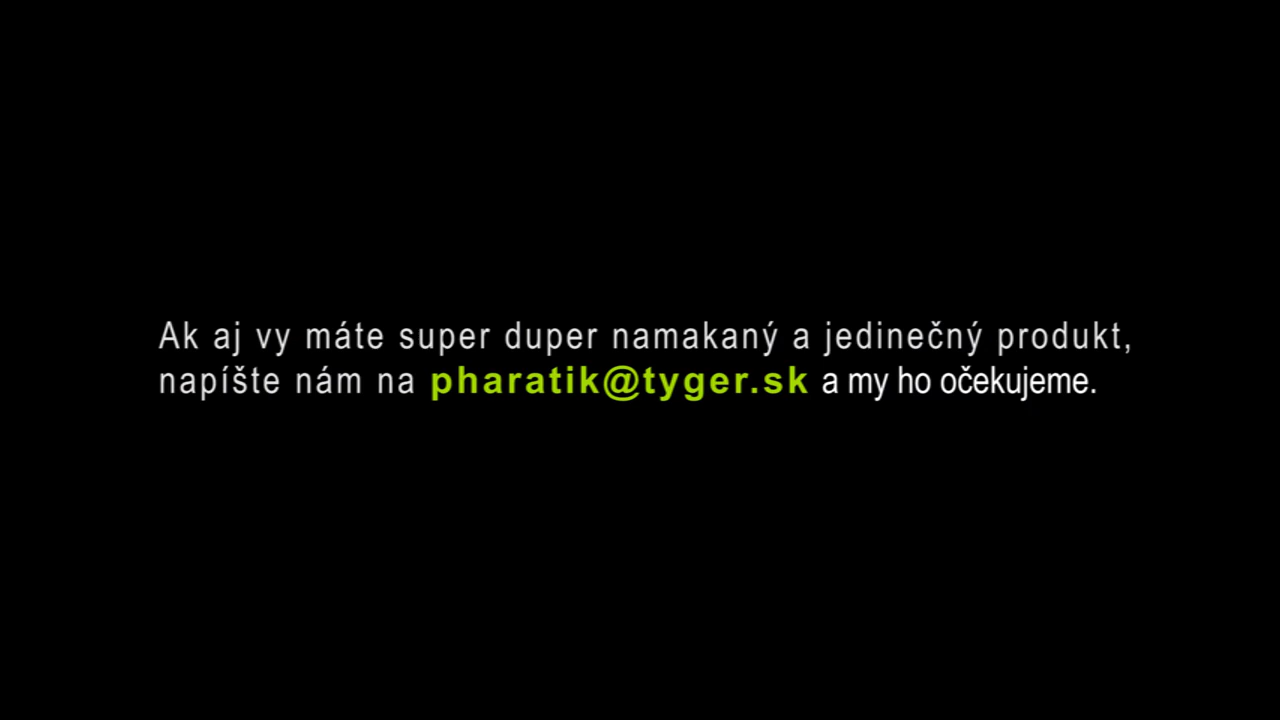 Ak aj vy máte super duper namakaný a jedinečný produkt,
napíšte nám na pharatik@tyger.sk a my ho očekujeme.